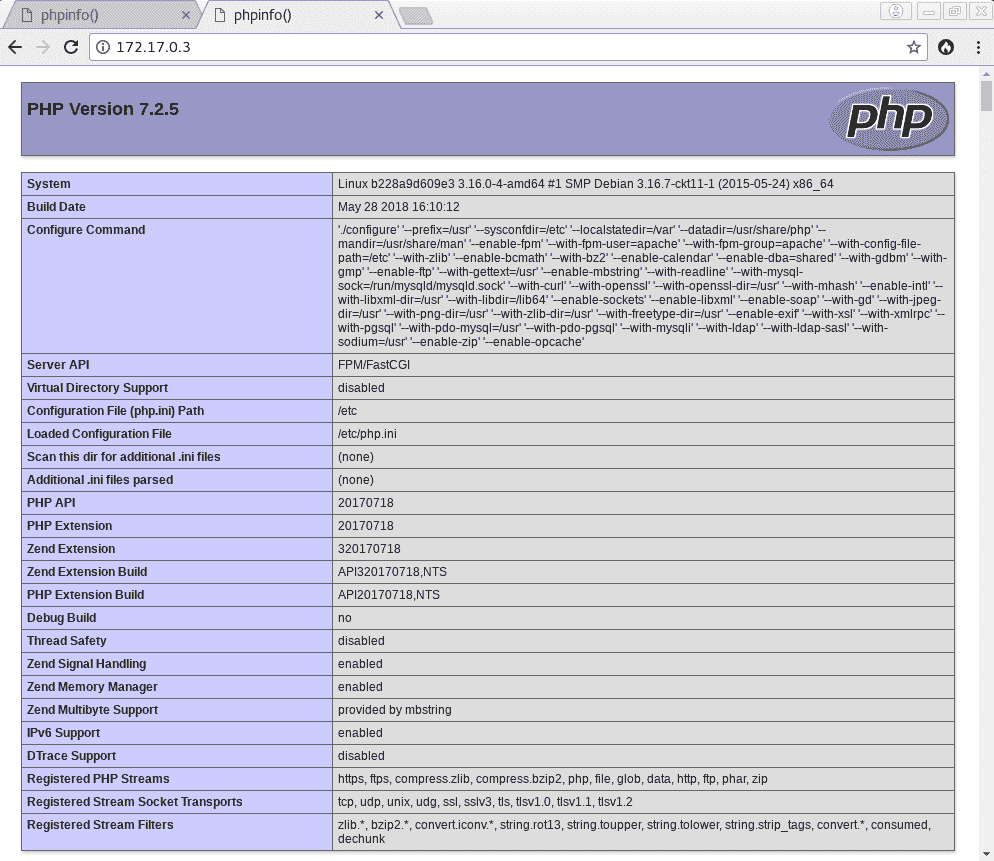 phpinfo()
phpinfo()
172.17.0.3
PHP Version 7.2.5
php
System
Linux b228a9d609e3 3.16.0-4-amd64 #1 SMP Debian 3.16.7-ckt11-1 (2015-05-24) x86_64
Build Date
May 28 2018 16:10:12
Configure Command
'./configure' '--prefix=/usr' '--sysconfdir=/etc' '--localstatedir=/var' '--datadir=/usr/share/php' '--
mandir=/usr/share/man' '--enable-fpm' '--with-fpm-user=apache' '--with-fpm-group=apache' '--with-config-file-
path=/etc' '--with-zlib' '--enable-bcmath' '--with-bz2' '--enable-calendar' '--enable-dba=shared' '--with-gdbm' '--with-
gmp' '--enable-ftp' '--with-gettext=/usr' '--enable-mbstring' '--with-readline' '--with-mysql-
sock=/run/mysqld/mysqld.sock' '--with-curl' '--with-openssl' '--with-openssl-dir=/usr' '--with-mhash' '--enable-intl' '--
with-libxml-dir=/usr' '--with-libdir=/lib64' '--enable-sockets' '--enable-libxml' '--enable-soap' '--with-gd' '--with-jpeg-
dir=/usr' '--with-png-dir=/usr' '--with-zlib-dir=/usr' '--with-freetype-dir=/usr' '--enable-exif' '--with-xsl' '--with-xmlrpc' '--
with-pgsql' '--with-pdo-mysql=/usr' '--with-pdo-pgsql' '--with-mysqli' '--with-ldap' '--with-ldap-sasl' '--with-
sodium=/usr' '--enable-zip' '--enable-opcache'
Server API
FPM/FastCGI
Virtual Directory Support
disabled
Configuration File (php.ini) Path
/etc
Loaded Configuration File
/etc/php.ini
Scan this dir for additional .ini files
(none)
Additional .ini files parsed
(none)
PHP API
20170718
PHP Extension
20170718
Zend Extension
320170718
Zend Extension Build
API320170718,NTS
PHP Extension Build
API20170718,NTS
Debug Build
no
Thread Safety
disabled
Zend Signal Handling
enabled
Zend Memory Manager
enabled
Zend Multibyte Support
provided by mbstring
IPv6 Support
enabled
DTrace Support
disabled
Registered PHP Streams
https, ftps, compress.zlib, compress.bzip2, php, file, glob, data, http, ftp, phar, zip
Registered Stream Socket Transports
tcp, udp, unix, udg, ssl, sslv3, tls, tlsv1.0, tlsv1.1, tlsv1.2
Registered Stream Filters
zlib.*, bzip2.*, convert.iconv.*, string.rot13, string.toupper, string.tolower, string.strip_tags, convert.*, consumed,
dechunk